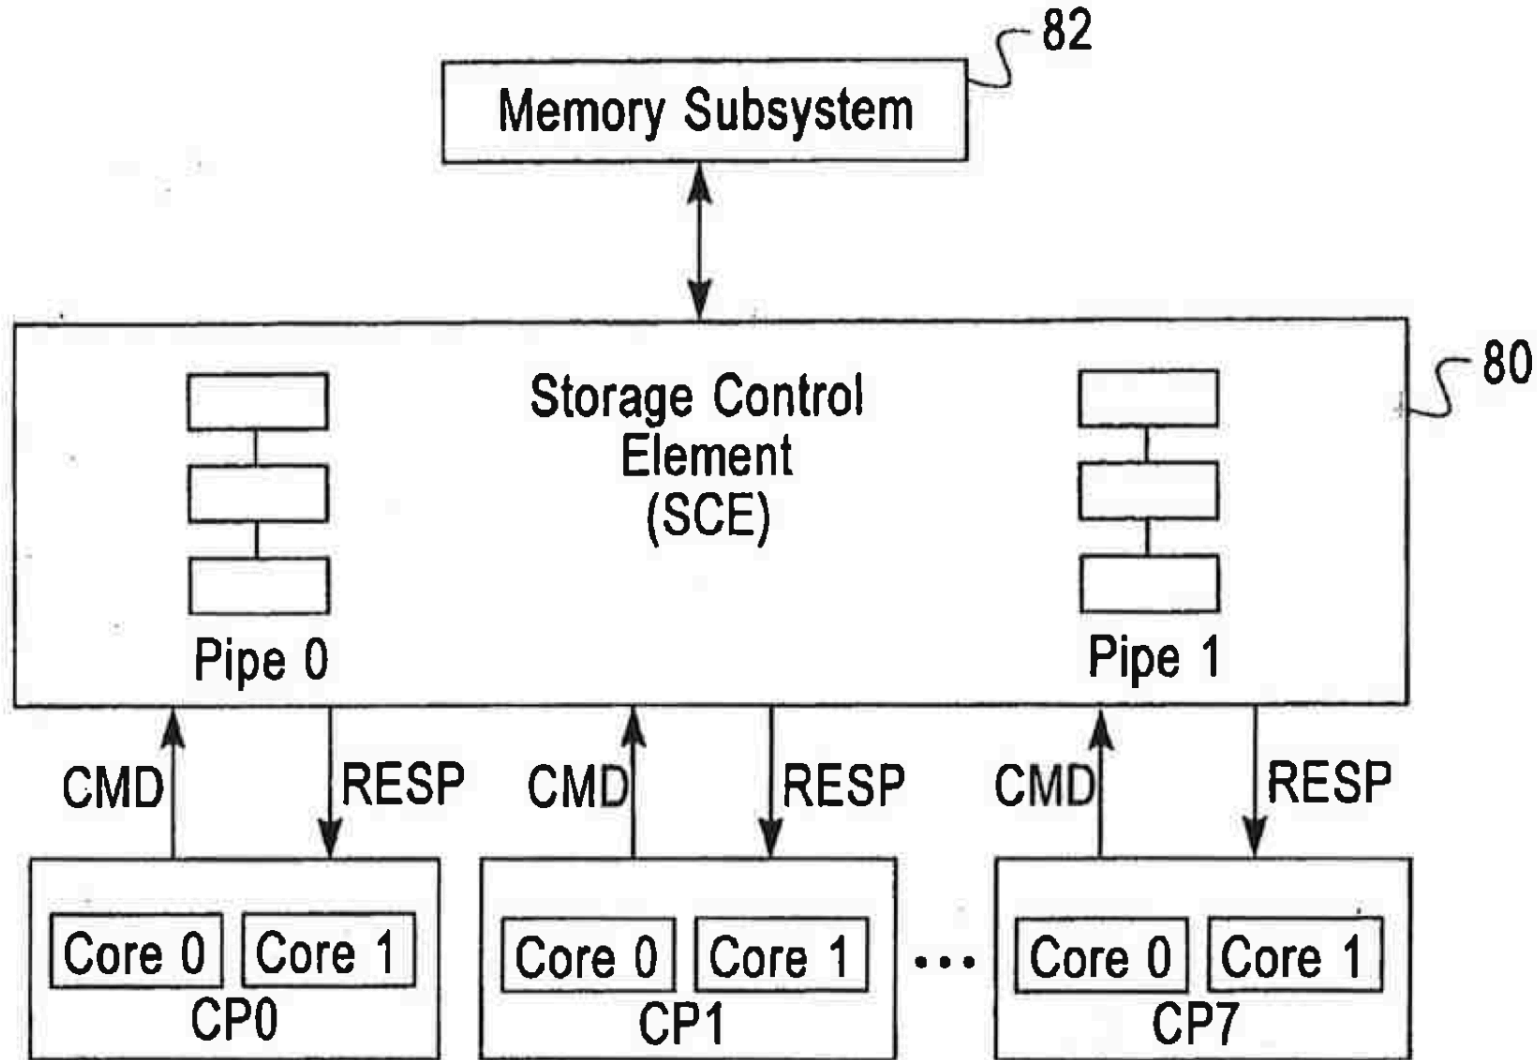 82
Memory Subsystem
80
Storage Control
Element
(SCE)
Pipe 0
Pipe 1
CMD
RESP
CMD
RESP
CMD
RESP
Core 0
Core 1
CP0
Core 0
Core 1
CP1
...
Core 0
Core 1
CP7